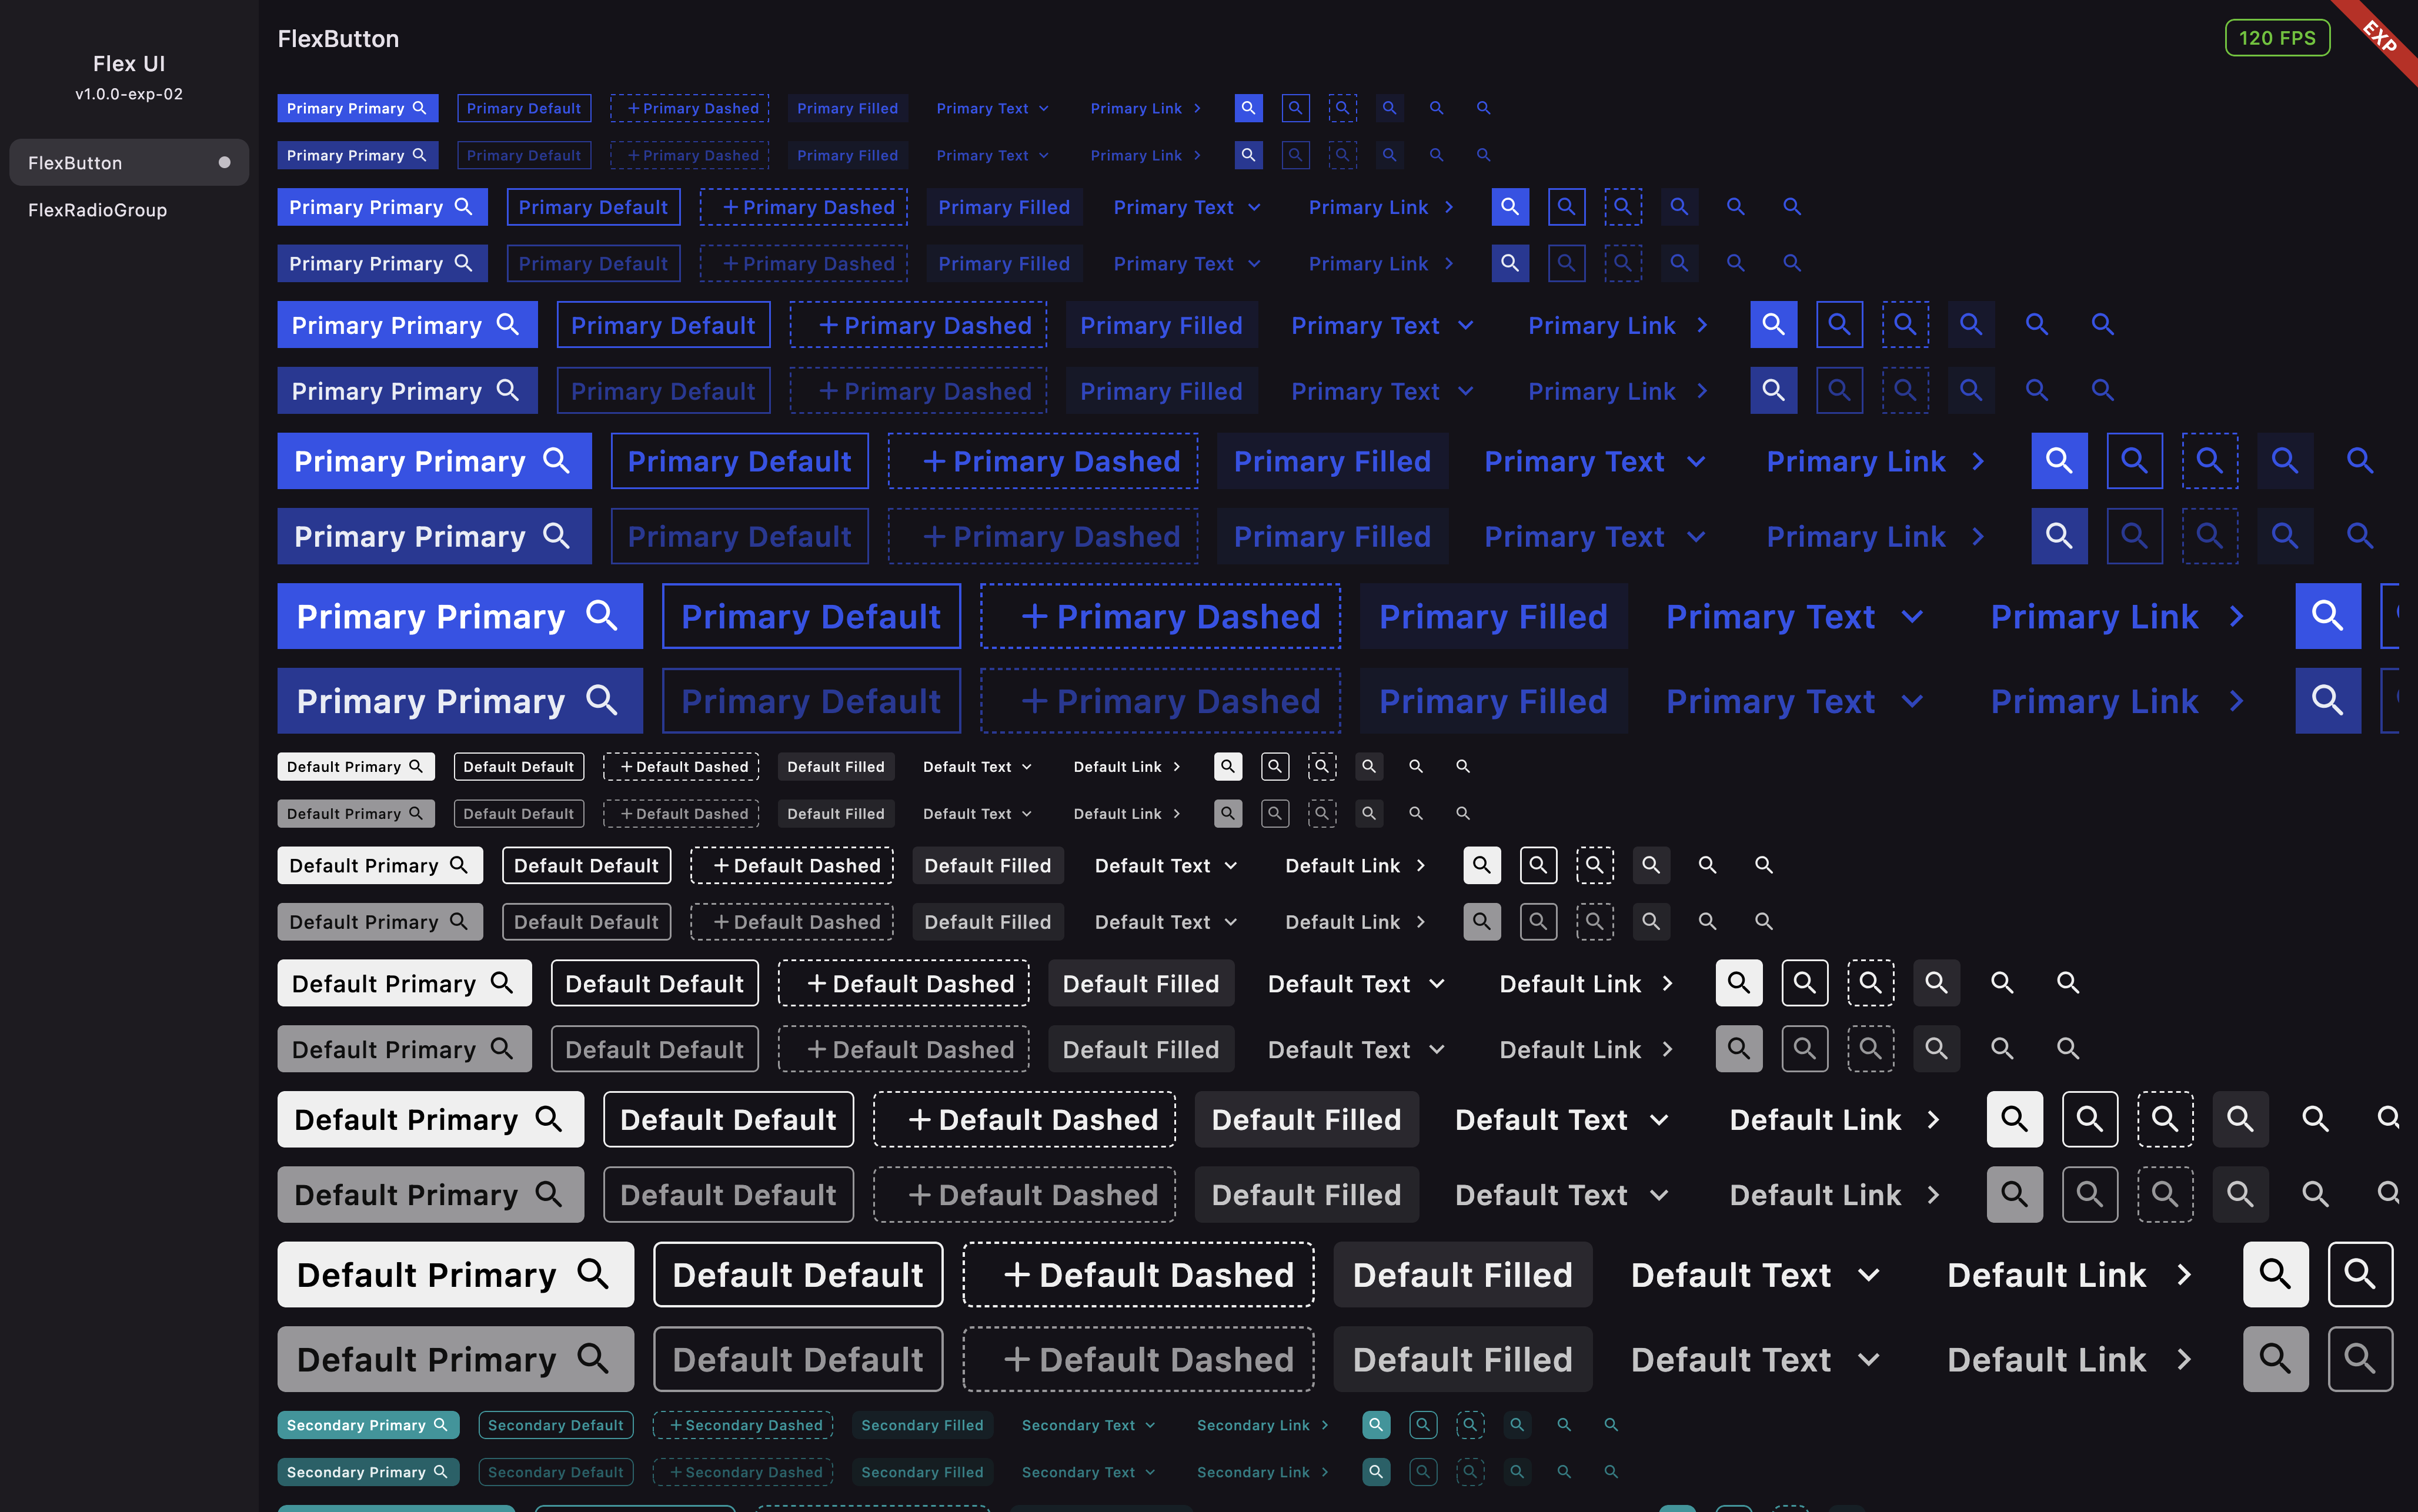 Flex UI
v1.0.0-exp-02
FlexButton
FlexRadioGroup
FlexButton
120 FPS
EXP
Primary Primary Primary Default Primary Dashed Primary Filled Primary Text Primary Link
Primary Primary Primary Default Primary Dashed Primary Filled Primary Text Primary Link
Primary Primary Primary Default Primary Dashed Primary Filled Primary Text Primary Link
Primary Primary Primary Default Primary Dashed Primary Filled Primary Text Primary Link
Primary Primary Primary Default Primary Dashed Primary Filled Primary Text Primary Link
Primary Primary Primary Default Primary Dashed Primary Filled Primary Text Primary Link
Primary Primary Primary Default Primary Dashed Primary Filled Primary Text Primary Link
Primary Primary Primary Default Primary Dashed Primary Filled Primary Text Primary Link
Primary Primary Primary Default Primary Dashed Primary Filled Primary Text Primary Link
Primary Primary Primary Default Primary Dashed Primary Filled Primary Text Primary Link
Default Primary Default Default Default Dashed Default Filled Default Text Default Link
Default Primary Default Default Default Dashed Default Filled Default Text Default Link
Default Primary Default Default Default Dashed Default Filled Default Text Default Link
Default Primary Default Default Default Dashed Default Filled Default Text Default Link
Default Primary Default Default Default Dashed Default Filled Default Text Default Link
Default Primary Default Default Default Dashed Default Filled Default Text Default Link
Default Primary Default Default Default Dashed Default Filled Default Text Default Link
Default Primary Default Default Default Dashed Default Filled Default Text Default Link
Default Primary Default Default Default Dashed Default Filled Default Text Default Link
Default Primary Default Default Default Dashed Default Filled Default Text Default Link
Secondary Primary Secondary Default Secondary Dashed Secondary Filled Secondary Text Secondary Link
Secondary Primary Secondary Default Secondary Dashed Secondary Filled Secondary Text Secondary Link